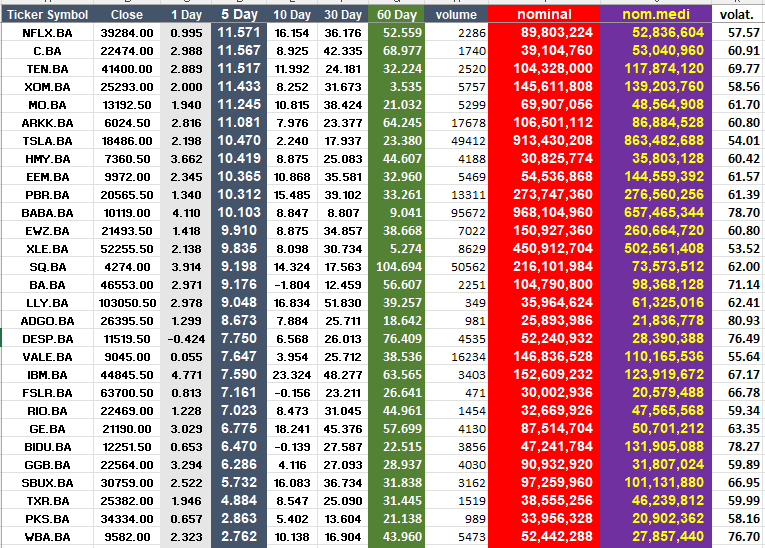 Ticker Symbol Close 1 Day 5 Day 10 Day 30 Day 60 Day volume nominal nom.medi volat.
NFLX.BA 39284.00 0.995 11.571 16.154 36.176 52.559 2286 89,803,224 52,836,604 57.57
C.BA 22474.00 2.988 11.567 8.925 42.335 68.977 1740 39,104,760 53,040,960 60.91
TEN.BA 41400.00 2.889 11.517 11.992 24.181 32.224 2520 104,328,000 117,874,120 69.77
XOM.BA 25293.00 2.000 11.433 8.252 31.673 3.535 5757 145,611,808 139,203,760 58.56
MO.BA 13192.50 1.940 11.245 10.815 38.424 21.032 5299 69,907,056 48,564,908 61.70
ARKK.BA 6024.50 2.816 11.081 7.976 23.377 64.245 17678 106,501,112 86,884,528 60.80
TSLA.BA 18486.00 2.198 10.470 2.240 17.937 23.380 49412 913,430,208 863,482,688 54.01
HMY.BA 7360.50 3.662 10.419 8.875 25.083 44.607 4188 30,825,774 35,803,128 60.42
EEM.BA 9972.00 2.345 10.365 10.868 35.581 32.960 5469 54,536,868 144,559,392 61.57
PBR.BA 20565.50 1.340 10.312 15.485 39.102 33.261 13311 273,747,360 276,560,256 61.39
BABA.BA 10119.00 4.110 10.103 8.847 8.807 9.041 95672 968,104,960 657,465,344 78.70
EWZ.BA 21493.50 1.418 9.910 8.875 34.857 38.668 7022 150,927,360 260,664,720 60.80
XLE.BA 52255.50 2.138 9.835 8.098 30.734 5.274 8629 450,912,704 502,561,408 53.52
SQ.BA 4274.00 3.914 9.198 14.324 17.563 104.694 50562 216,101,984 73,573,512 62.00
BA.BA 46553.00 2.971 9.176 -1.804 12.459 56.607 2251 104,790,800 98,368,128 71.14
LLY.BA 103050.50 2.978 9.048 16.834 51.830 39.257 349 35,964,624 61,325,016 62.41
ADGO.BA 26395.50 1.299 8.673 7.884 25.711 18.642 981 25,893,986 21,836,778 80.93
DESP.BA 11519.50 -0.424 7.750 6.568 26.013 76.409 4535 52,240,932 28,390,388 76.49
VALE.BA 9045.00 0.055 7.647 3.954 25.712 38.536 16234 146,836,528 110,165,536 55.64
IBM.BA 44845.50 4.771 7.590 23.324 48.277 63.565 3403 152,609,232 123,919,672 67.17
FSLR.BA 63700.50 0.813 7.161 -0.156 23.211 26.641 471 30,002,936 20,579,488 66.78
RIO.BA 22469.00 1.228 7.023 8.473 31.045 44.961 1454 32,669,926 47,565,568 59.34
GE.BA 21190.00 3.029 6.775 18.241 45.376 57.699 4130 87,514,704 50,701,212 63.35
BIDU.BA 12251.50 0.653 6.470 -0.139 27.587 22.515 3856 47,241,784 131,905,088 78.27
GGB.BA 22564.00 3.294 6.286 4.116 27.093 28.937 4030 90,932,920 31,807,024 59.89
SBUX.BA 30759.00 2.522 5.732 16.083 36.734 31.838 3162 97,259,960 101,131,880 66.95
TXR.BA 25382.00 1.946 4.884 8.547 25.090 31.445 1519 38,555,256 46,239,812 59.99
PKS.BA 34334.00 0.657 2.863 5.402 13.604 21.138 989 33,956,328 20,902,362 58.16
WBA.BA 9582.00 2.323 2.762 10.138 16.904 43.960 5473 52,442,288 27,857,440 76.70